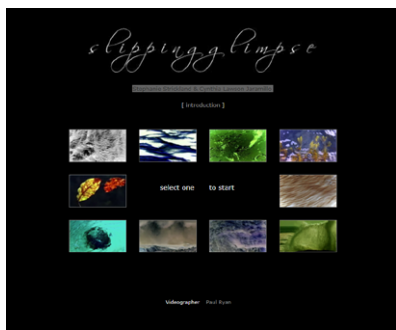 slippingglimpse
Stephanie Strickland & Cynthia Lawson Jaramillo
[ introduction ]
select one to start
Videographer Paul Ryan